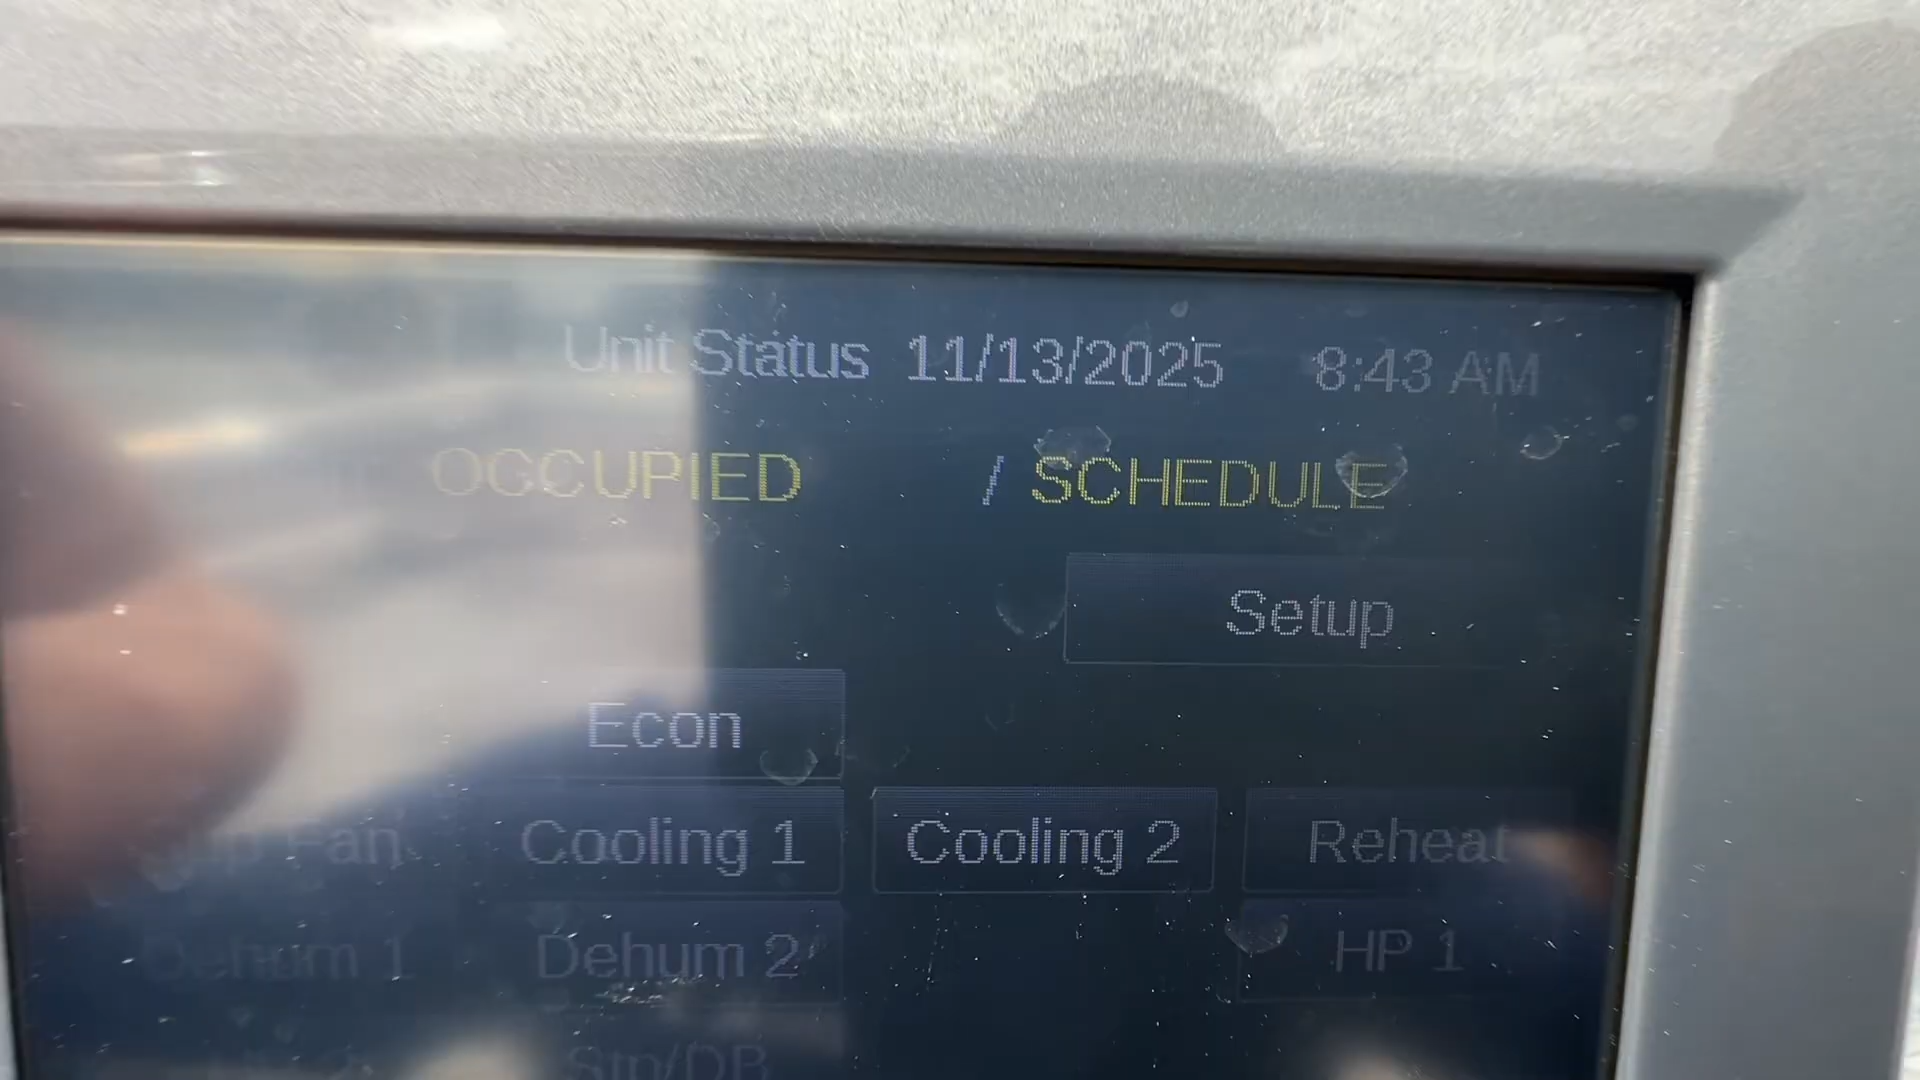 Unit Status 11/13/2025 8:43 AM
OCCUPIED / SCHEDULE
Setup
Econ
Fan Cooling 1 Cooling 2 Reheat
Dehum 1 Dehum 2 HP 1